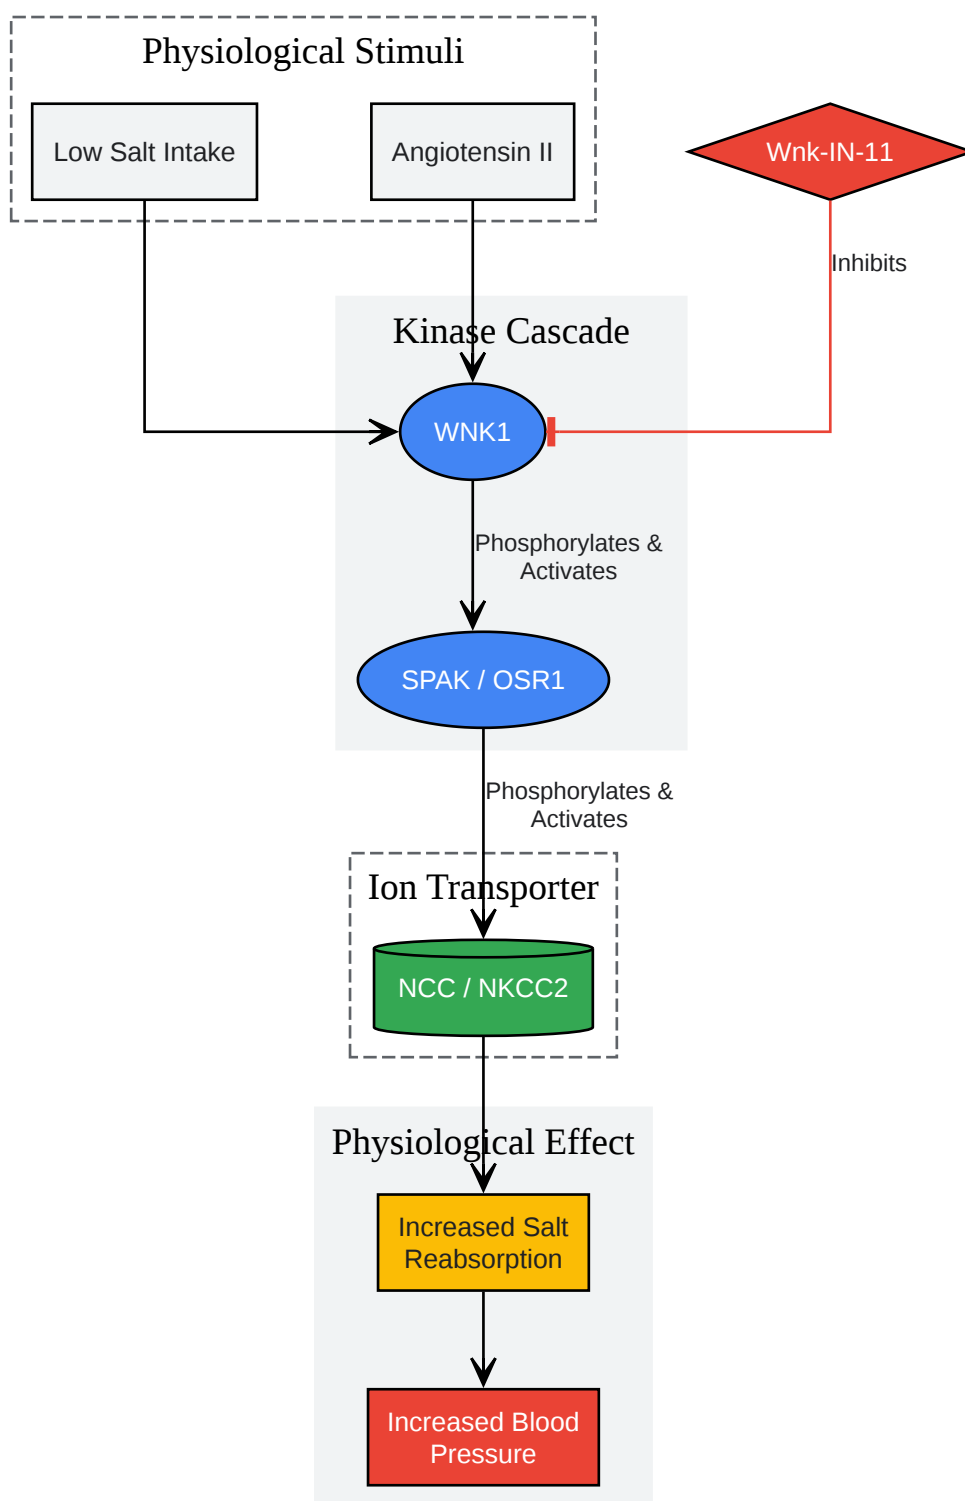 Physiological Stimuli
Low Salt Intake
Angiotensin II
Wnk-IN-11
Inhibits
Kinase Cascade
WNK1
Phosphorylates &
Activates
SPAK / OSR1
Phosphorylates &
Activates
Ion Transporter
NCC / NKCC2
Physiological Effect
Increased Salt
Reabsorption
Increased Blood
Pressure